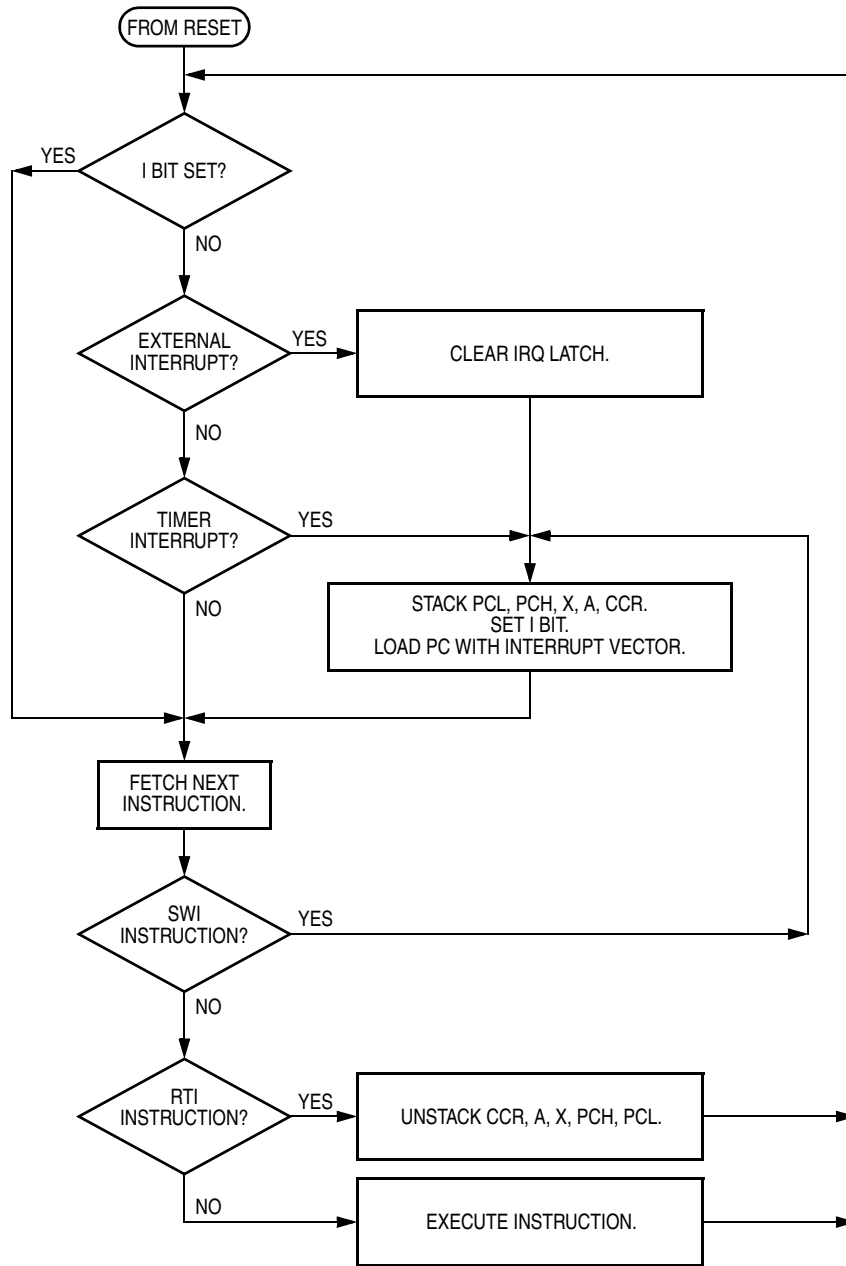 FROM RESET
YES
I BIT SET?
NO
EXTERNAL
INTERRUPT?
YES
CLEAR IRQ LATCH.
NO
TIMER
INTERRUPT?
YES
NO
STACK PCL, PCH, X, A, CCR.
SET I BIT.
LOAD PC WITH INTERRUPT VECTOR.
FETCH NEXT
INSTRUCTION.
SWI
INSTRUCTION?
YES
NO
RTI
INSTRUCTION?
YES
UNSTACK CCR, A, X, PCH, PCL.
NO
EXECUTE INSTRUCTION.